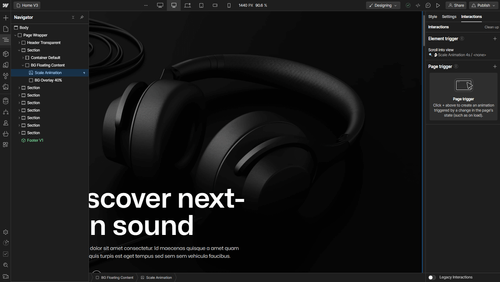 Home V3
1440 PX 90.6 %
Designing
Share
Publish
Navigator
Body
Page Wrapper
Header Transparent
Section
Container Default
BG Floating Content
Scale Animation
BG Overlay 40%
Section
Section
Section
Section
Section
Section
Section
Footer V1
scover next-
n sound
dolor sit amet consectetur. Id maecenas quisque a amet quam
quis turpis est eget tempus sed sem sem vehicula faucibus
BG Floating Content
Scale Animation
Style Settings Interactions
Interactions
Clean up
Element trigger
Scroll into view
Scale Animation
Page trigger
Page trigger
Click + above to create an animation
triggered by a change in the page's
state (such as on load).
Legacy Interactions